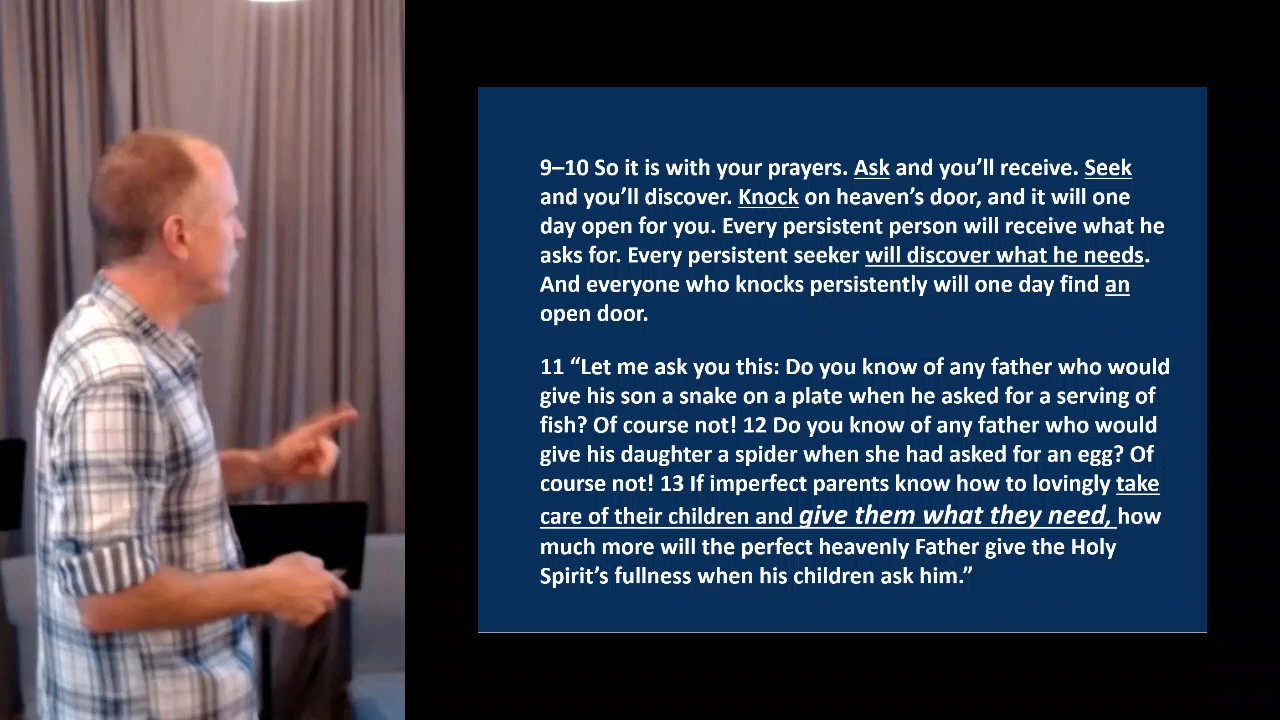 9–10 So it is with your prayers. Ask and you’ll receive. Seek
and you’ll discover. Knock on heaven’s door, and it will one
day open for you. Every persistent person will receive what he
asks for. Every persistent seeker will discover what he needs.
And everyone who knocks persistently will one day find an
open door.
11 “Let me ask you this: Do you know of any father who would
give his son a snake on a plate when he asked for a serving of
fish? Of course not! 12 Do you know of any father who would
give his daughter a spider when she had asked for an egg? Of
course not! 13 If imperfect parents know how to lovingly take
care of their children and give them what they need, how
much more will the perfect heavenly Father give the Holy
Spirit’s fullness when his children ask him.”